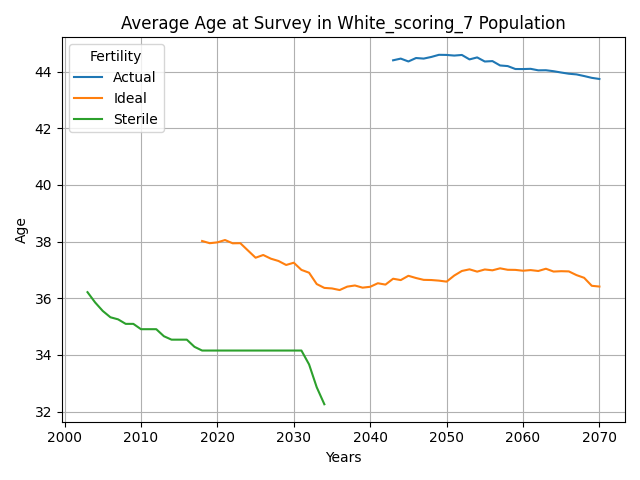 Average Age at Survey in White_scoring_7 Population
Fertility
Actual
Ideal
Sterile
44
42
40
38
36
34
32
Age
2000
2010
2020
2030
2040
2050
2060
2070
Years